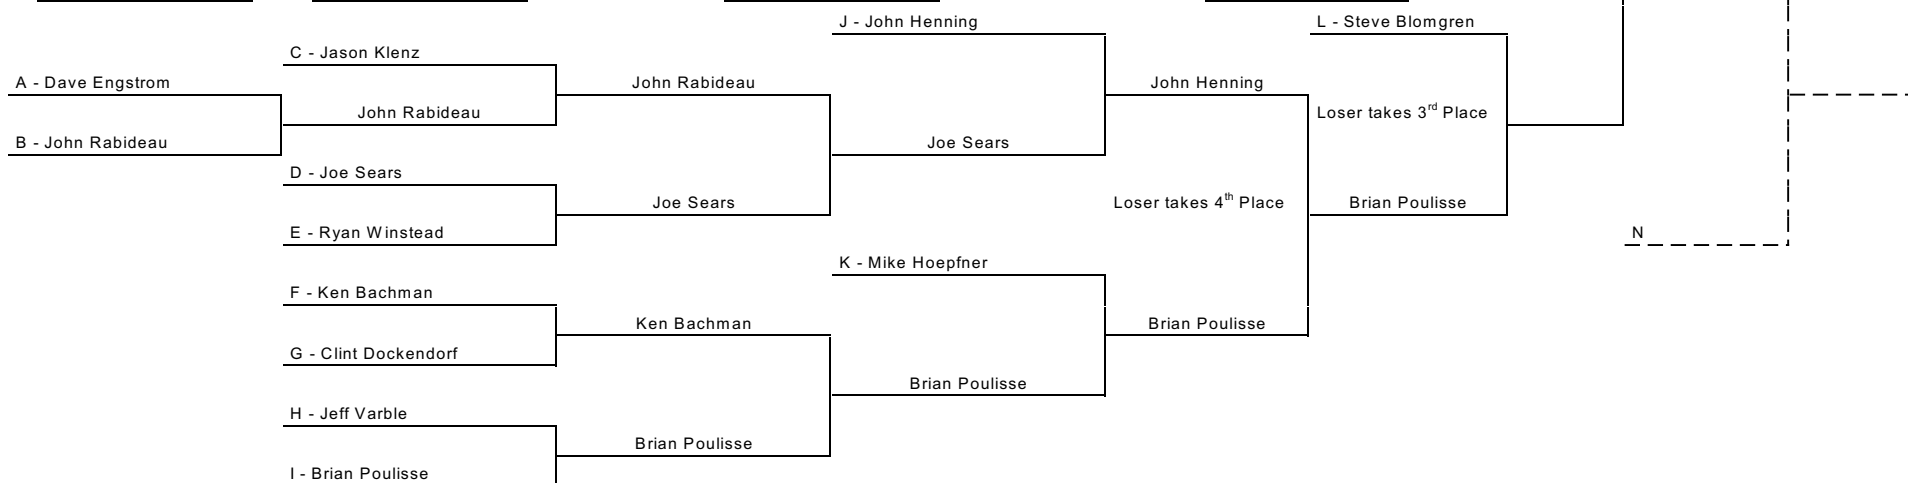 J - John Henning
L - Steve Blomgren
C - Jason Klenz
A - Dave Engstrom
John Rabideau
John Henning
John Rabideau
Loser takes 3rd Place
B - John Rabideau
Joe Sears
D - Joe Sears
Joe Sears
Loser takes 4th Place
Brian Poulisse
E - Ryan Winstead
N
K - Mike Hoepfner
F - Ken Bachman
Ken Bachman
Brian Poulisse
G - Clint Dockendorf
Brian Poulisse
H - Jeff Varble
Brian Poulisse
I - Brian Poulisse